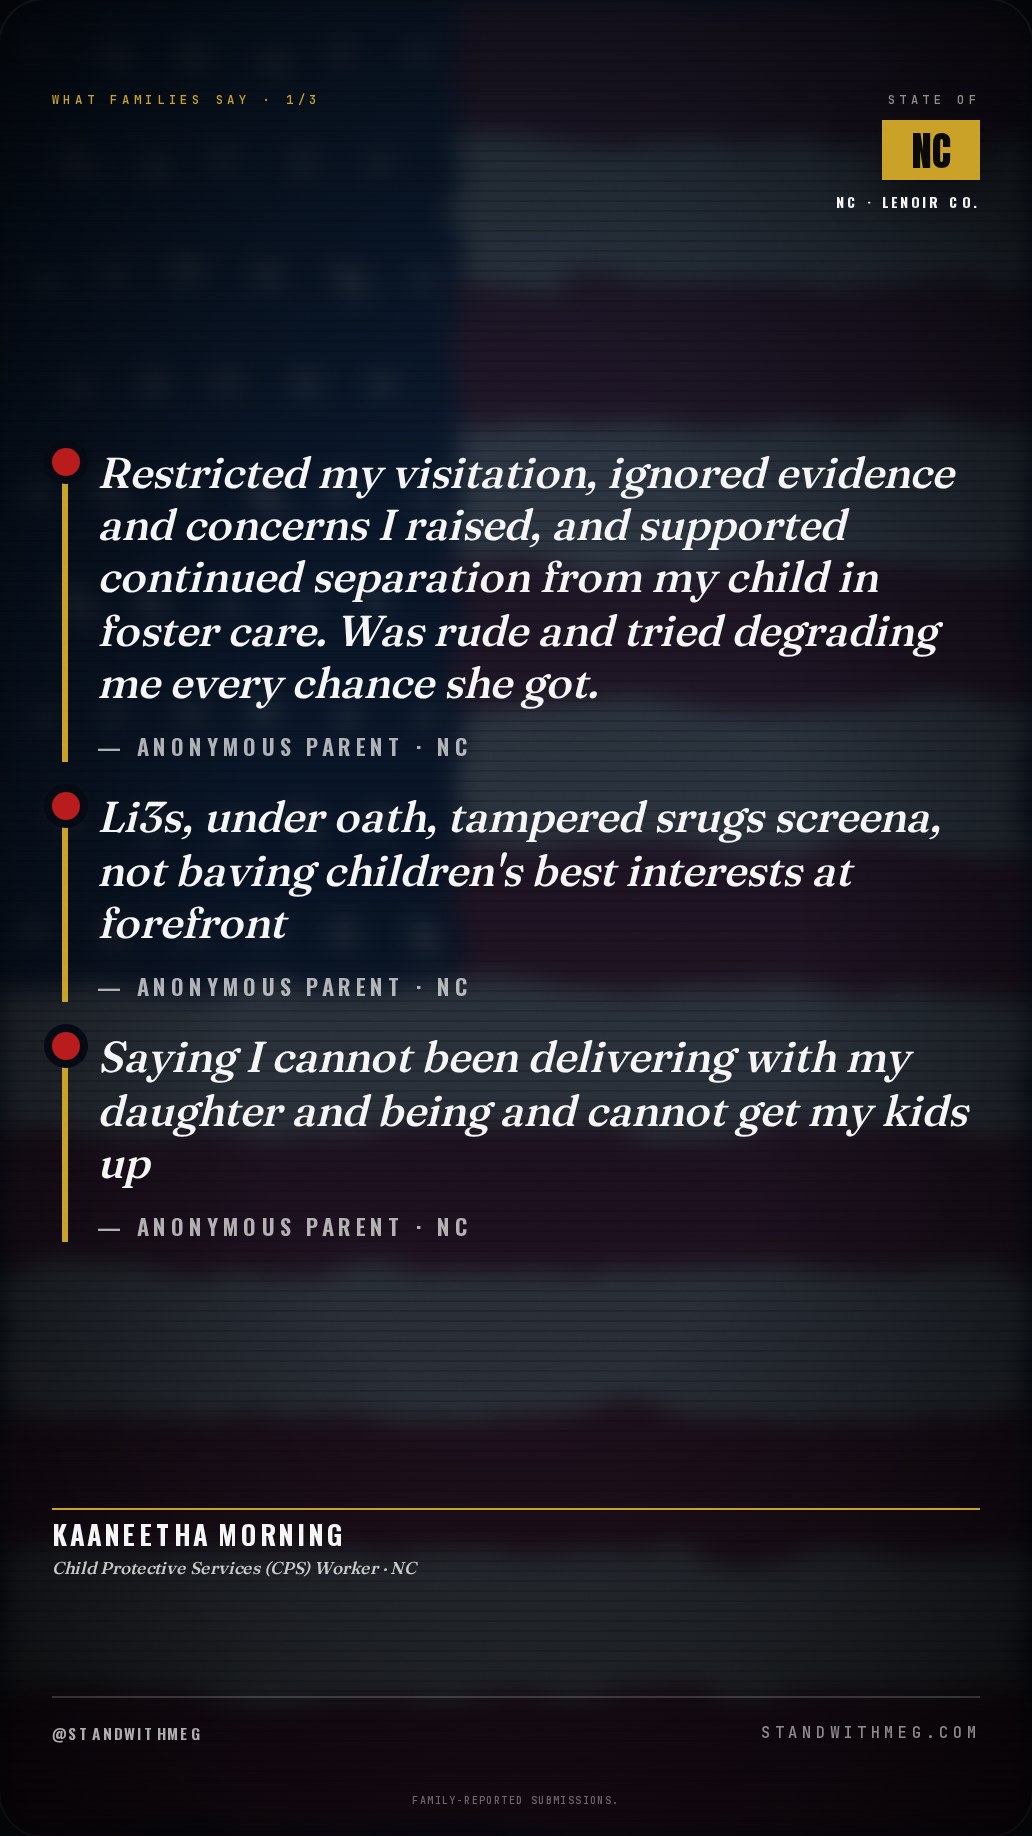 WHAT FAMILIES SAY · 1/3
STATE OF
NC
NC · LENOIR CO.
Restricted my visitation, ignored evidence
and concerns I raised, and supported
continued separation from my child in
foster care. Was rude and tried degrading
me every chance she got.
— ANONYMOUS PARENT · NC
Li3s, under oath, tampered srugs screena,
not baving children's best interests at
forefront
— ANONYMOUS PARENT · NC
Saying I cannot been delivering with my
daughter and being and cannot get my kids
up
— ANONYMOUS PARENT · NC
KAANEETHA MORNING
Child Protective Services (CPS) Worker · NC
@STANDWITHMEG
STANDWITHMEG.COM
FAMILY-REPORTED SUBMISSIONS.